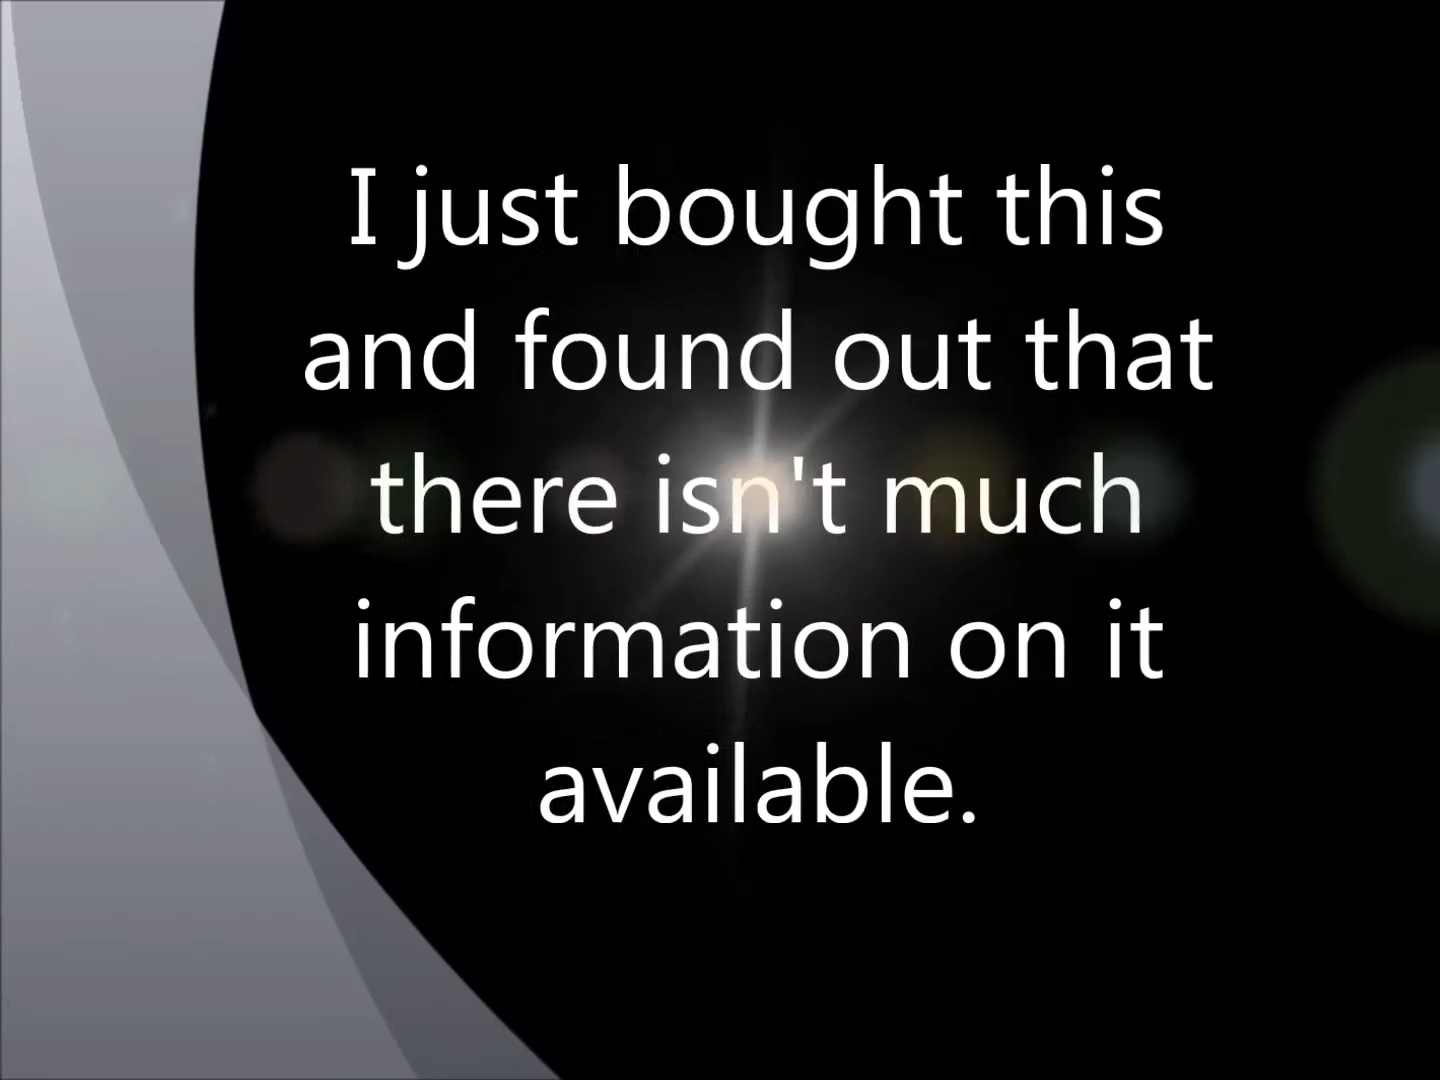 I just bought this
and found out that
there isn't much
information on it
available.